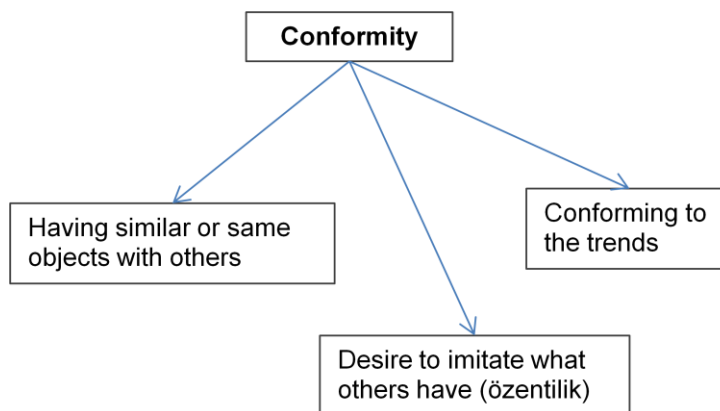 Conformity
Having similar or same
objects with others
Conforming to
the trends
Desire to imitate what
others have (özentilik)